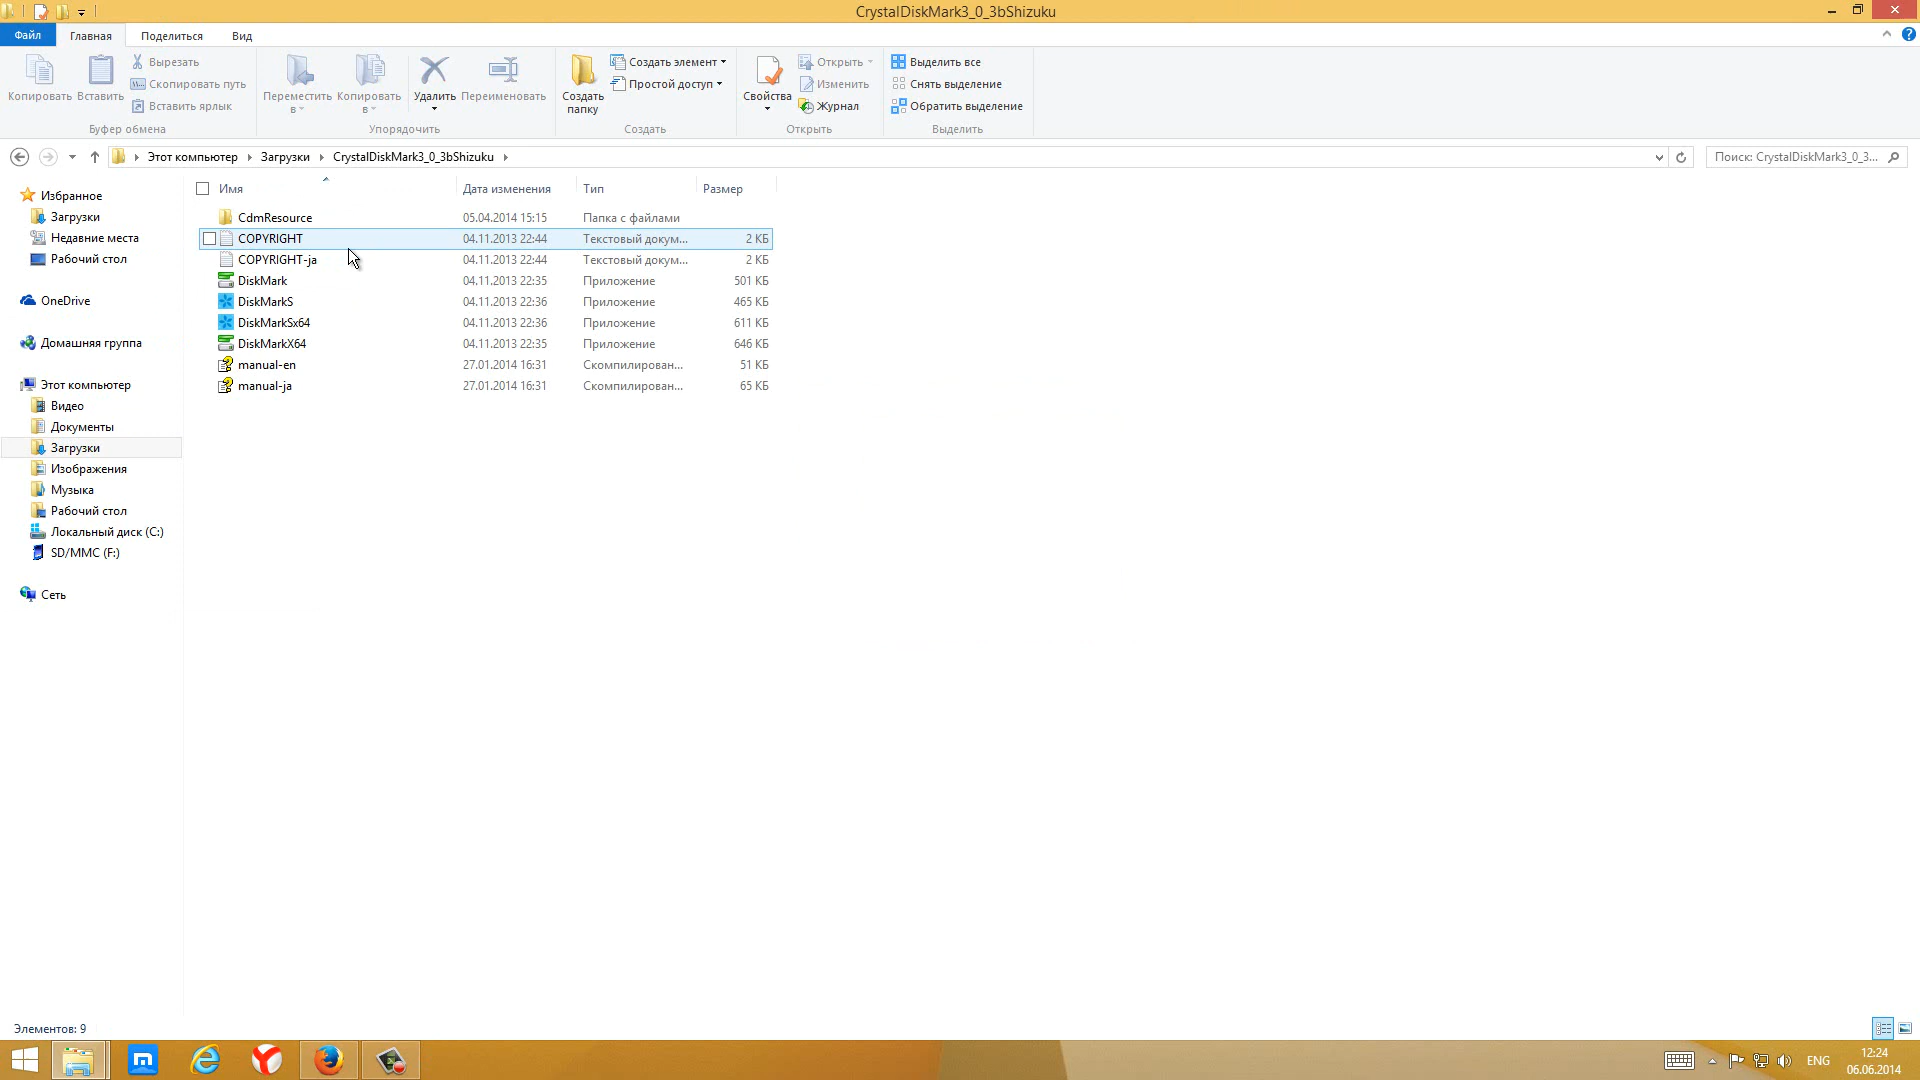 CrystalDiskMark3_0_3bShizuku
Файл Главная Поделиться Вид
Копировать
Вставить
Вырезать
Скопировать путь
Вставить ярлык
Буфер обмена
Переместить в
Копировать в
Удалить
Переименовать
Упорядочить
Создать папку
Создать элемент
Простой доступ
Создать
Свойства
Открыть
Изменить
Журнал
Открыть
Выделить все
Снять выделение
Обратить выделение
Выделить
Этот компьютер Загрузки CrystalDiskMark3_0_3bShizuku
Поиск: CrystalDiskMark3_0_3...
Избранное
Загрузки
Недавние места
Рабочий стол
OneDrive
Домашняя группа
Этот компьютер
Видео
Документы
Загрузки
Изображения
Музыка
Рабочий стол
Локальный диск (C:)
SD/MMC (F:)
Сеть
Имя Дата изменения Тип Размер
CdmResource 05.04.2014 15:15 Папка с файлами
COPYRIGHT 04.11.2013 22:44 Текстовый докум... 2 КБ
COPYRIGHT-ja 04.11.2013 22:44 Текстовый докум... 2 КБ
DiskMark 04.11.2013 22:35 Приложение 501 КБ
DiskMarkS 04.11.2013 22:36 Приложение 465 КБ
DiskMarkSx64 04.11.2013 22:36 Приложение 611 КБ
DiskMarkX64 04.11.2013 22:35 Приложение 646 КБ
manual-en 27.01.2014 16:31 Скомпилирован... 51 КБ
manual-ja 27.01.2014 16:31 Скомпилирован... 65 КБ
Элементов: 9
ENG
12:24
06.06.2014